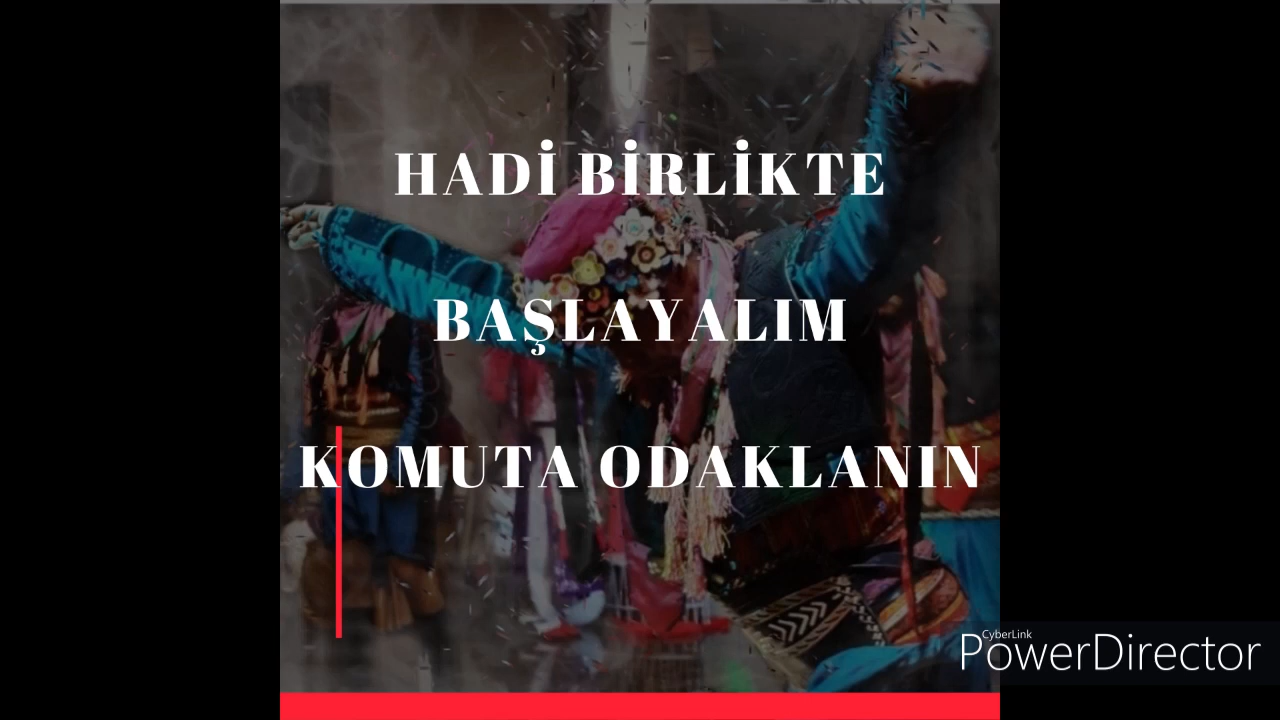 HADİ BİRLİKTE
BAŞLAYALIM
KOMUTA ODAKLANIN
CyberLink
PowerDirector